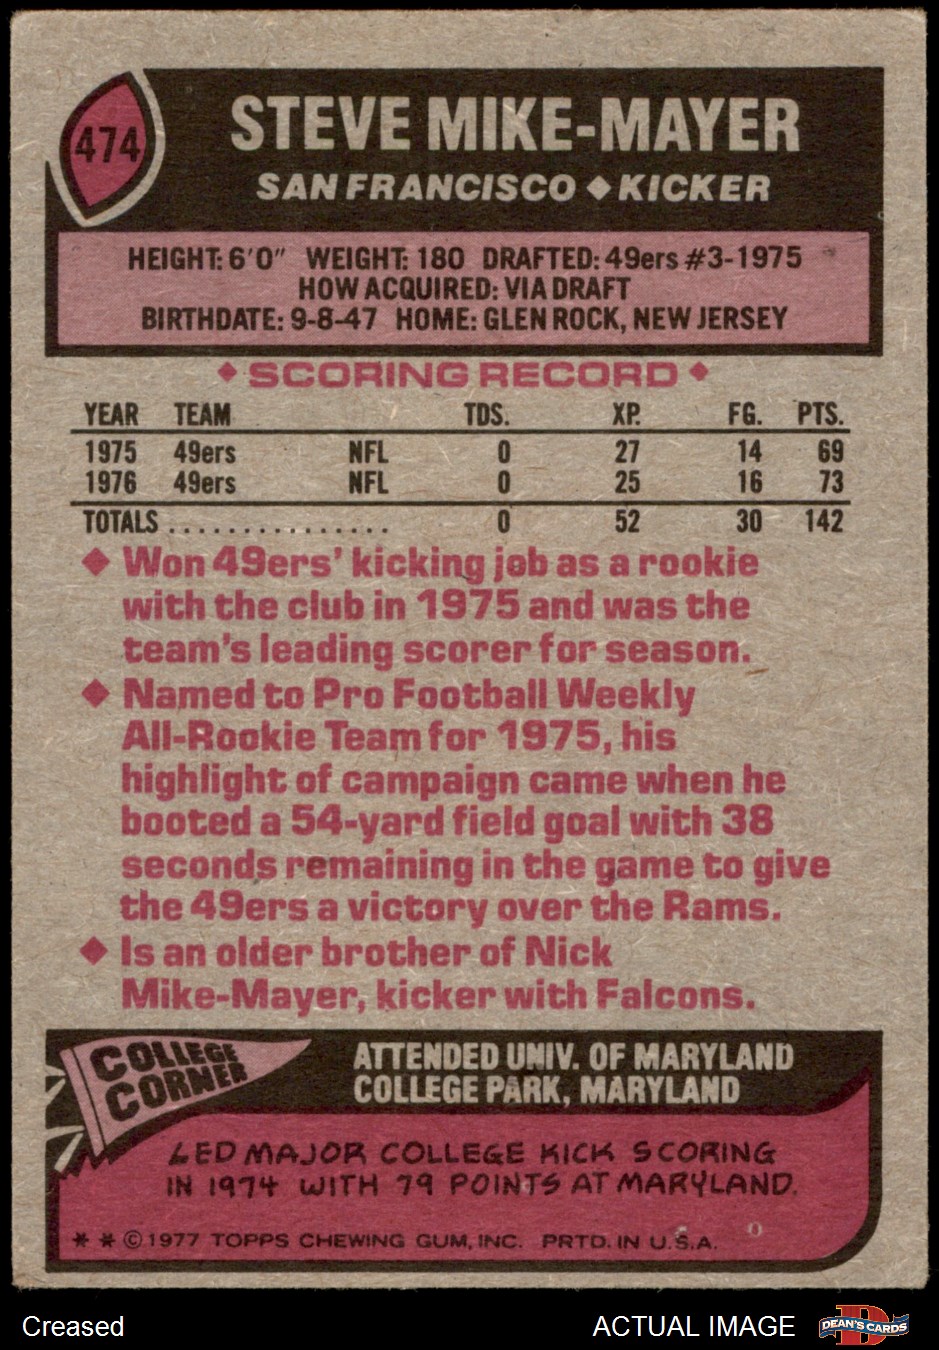 474
STEVE MIKE-MAYER
SAN FRANCISCO ◆ KICKER
HEIGHT: 6'0" WEIGHT: 180 DRAFTED: 49ers #3-1975
HOW ACQUIRED: VIA DRAFT
BIRTHDATE: 9-8-47 HOME: GLEN ROCK, NEW JERSEY
◆ SCORING RECORD ◆
YEAR TEAM TDS. XP. FG. PTS.
1975 49ers NFL 0 27 14 69
1976 49ers NFL 0 25 16 73
TOTALS ............... 0 52 30 142
◆ Won 49ers' kicking job as a rookie
with the club in 1975 and was the
team's leading scorer for season.
◆ Named to Pro Football Weekly
All-Rookie Team for 1975, his
highlight of campaign came when he
booted a 54-yard field goal with 38
seconds remaining in the game to give
the 49ers a victory over the Rams.
◆ Is an older brother of Nick
Mike-Mayer, kicker with Falcons.
COLLEGE
CORNER
ATTENDED UNIV. OF MARYLAND
COLLEGE PARK, MARYLAND
LED MAJOR COLLEGE KICK SCORING
IN 1974 WITH 79 POINTS AT MARYLAND.
* * © 1977 TOPPS CHEWING GUM, INC. PRTD. IN U.S.A.
Creased
ACTUAL IMAGE
DEAN'S CARDS